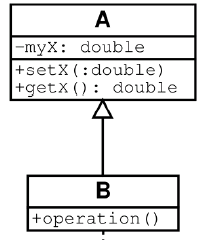 A
-myX: double
+setX(:double)
+getX(): double
B
+operation()